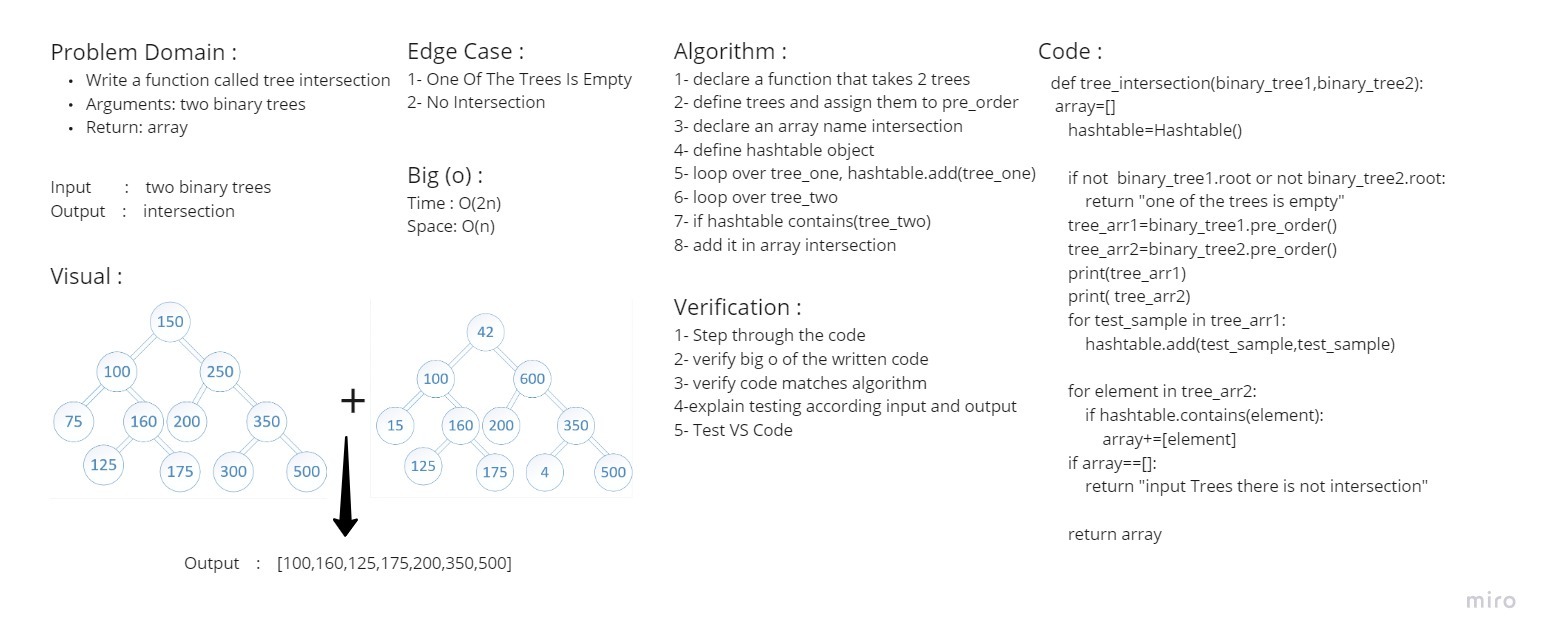 Problem Domain :
• Write a function called tree intersection
• Arguments: two binary trees
• Return: array
Input : two binary trees
Output : intersection
Edge Case :
1- One Of The Trees Is Empty
2- No Intersection
Big (o) :
Time : O(2n)
Space: O(n)
Visual :
150
100
250
75
160
200
350
125
175
300
500
+
42
100
600
15
160
200
350
125
175
4
500
Output : [100,160,125,175,200,350,500]
Algorithm :
1- declare a function that takes 2 trees
2- define trees and assign them to pre_order
3- declare an array name intersection
4- define hashtable object
5- loop over tree_one, hashtable.add(tree_one)
6- loop over tree_two
7- if hashtable contains(tree_two)
8- add it in array intersection
Verification :
1- Step through the code
2- verify big o of the written code
3- verify code matches algorithm
4-explain testing according input and output
5- Test VS Code
Code :
def tree_intersection(binary_tree1,binary_tree2):
array=[]
hashtable=Hashtable()
if not binary_tree1.root or not binary_tree2.root:
return "one of the trees is empty"
tree_arr1=binary_tree1.pre_order()
tree_arr2=binary_tree2.pre_order()
print(tree_arr1)
print( tree_arr2)
for test_sample in tree_arr1:
hashtable.add(test_sample,test_sample)
for element in tree_arr2:
if hashtable.contains(element):
array+=[element]
if array==[]:
return "input Trees there is not intersection"
return array
miro